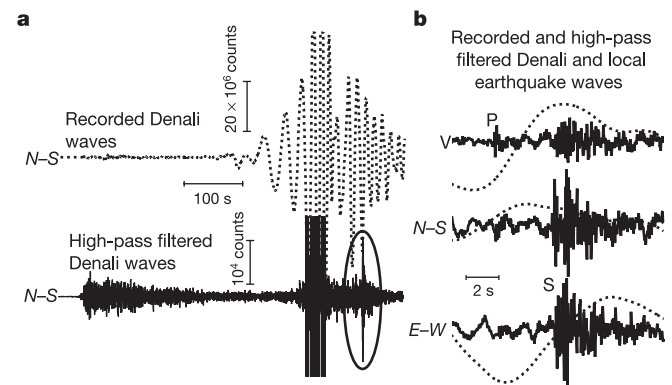 a
20 × 10⁶ counts
Recorded Denali
waves
N–S
100 s
High-pass filtered
Denali waves
10⁴ counts
N–S
b
Recorded and high-pass
filtered Denali and local
earthquake waves
P
V
N–S
2 s
S
E–W